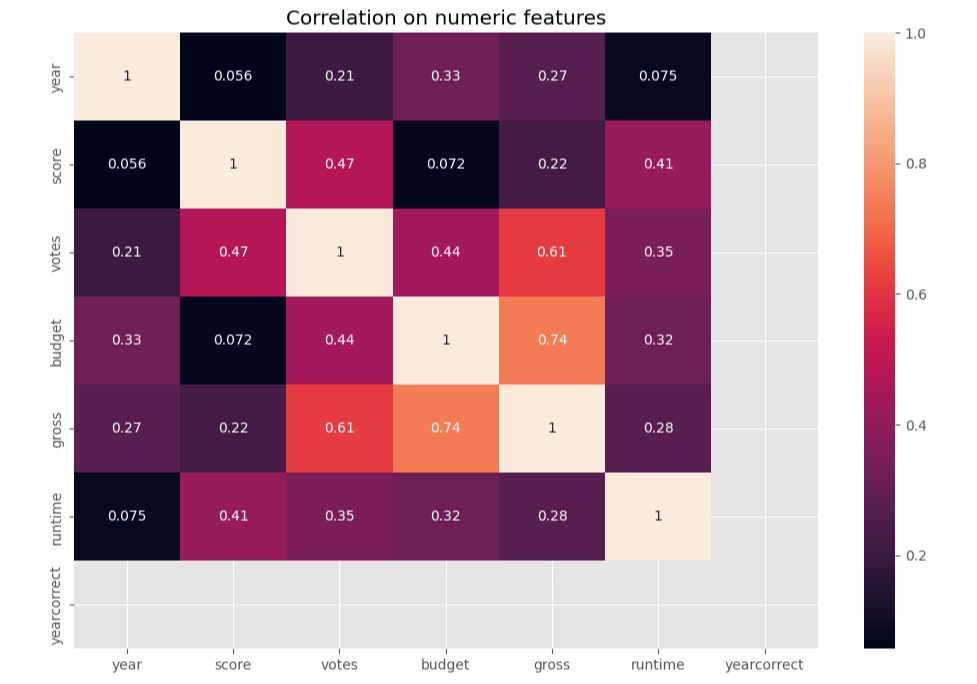 Correlation on numeric features
year 1 0.056 0.21 0.33 0.27 0.075
score 0.056 1 0.47 0.072 0.22 0.41
votes 0.21 0.47 1 0.44 0.61 0.35
budget 0.33 0.072 0.44 1 0.74 0.32
gross 0.27 0.22 0.61 0.74 1 0.28
runtime 0.075 0.41 0.35 0.32 0.28 1
yearcorrect
year score votes budget gross runtime yearcorrect
1.0
0.8
0.6
0.4
0.2